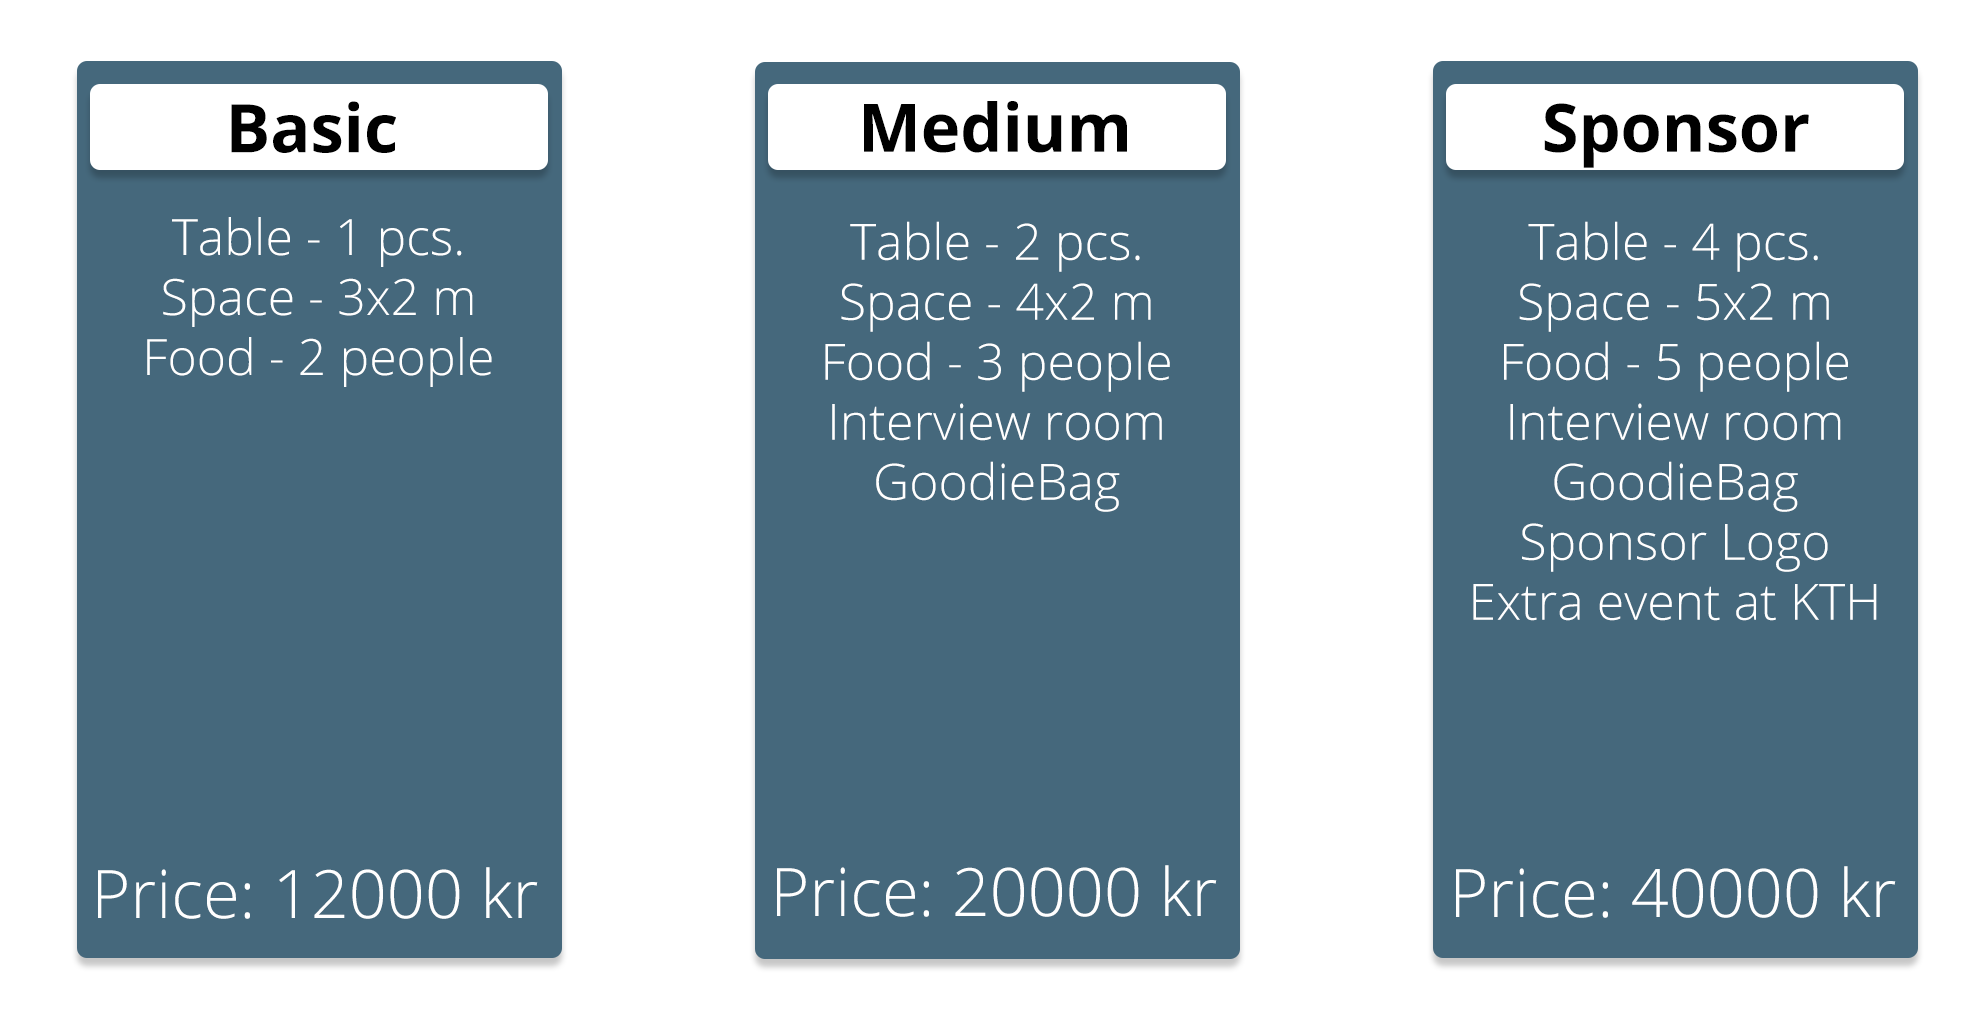 Basic
Table - 1 pcs.
Space - 3x2 m
Food - 2 people
Price: 12000 kr
Medium
Table - 2 pcs.
Space - 4x2 m
Food - 3 people
Interview room
GoodieBag
Price: 20000 kr
Sponsor
Table - 4 pcs.
Space - 5x2 m
Food - 5 people
Interview room
GoodieBag
Sponsor Logo
Extra event at KTH
Price: 40000 kr